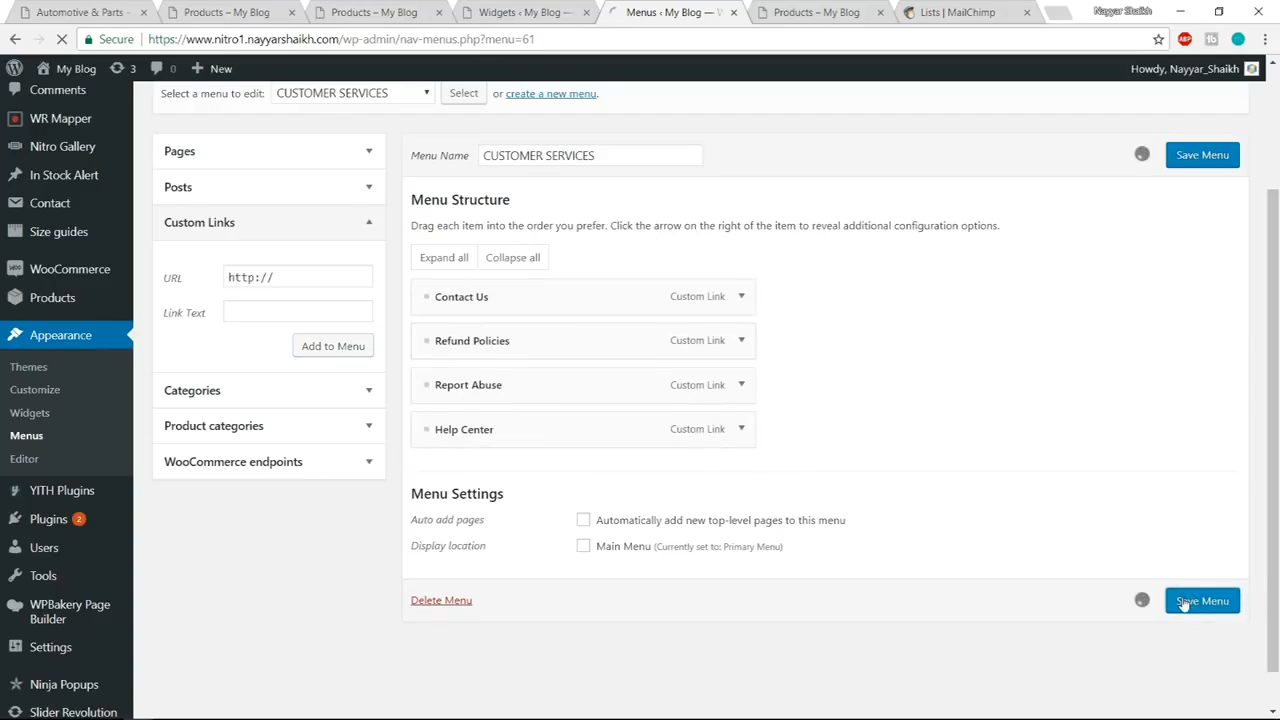 Automotive & Parts -
Products – My Blog
Products – My Blog
Widgets ‹ My Blog —
Menus ‹ My Blog — W
Products – My Blog
Lists | MailChimp
Nayyar Shaikh
Secure
https://www.nitro1.nayyarshaikh.com/wp-admin/nav-menus.php?menu=61
My Blog
3
0
New
Howdy, Nayyar_Shaikh
Comments
WR Mapper
Nitro Gallery
In Stock Alert
Contact
Size guides
WooCommerce
Products
Appearance
Themes
Customize
Widgets
Menus
Editor
YITH Plugins
Plugins 2
Users
Tools
WPBakery Page
Builder
Settings
Ninja Popups
Slider Revolution
Select a menu to edit: CUSTOMER SERVICES Select or create a new menu.
Pages
Posts
Custom Links
URL http://
Link Text
Add to Menu
Categories
Product categories
WooCommerce endpoints
Menu Name CUSTOMER SERVICES Save Menu
Menu Structure
Drag each item into the order you prefer. Click the arrow on the right of the item to reveal additional configuration options.
Expand all Collapse all
Contact Us Custom Link
Refund Policies Custom Link
Report Abuse Custom Link
Help Center Custom Link
Menu Settings
Auto add pages Automatically add new top-level pages to this menu
Display location Main Menu (Currently set to: Primary Menu)
Delete Menu Save Menu